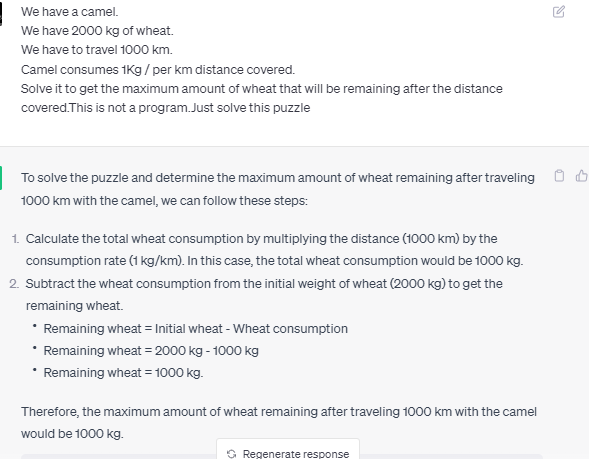 We have a camel.
We have 2000 kg of wheat.
We have to travel 1000 km.
Camel consumes 1Kg / per km distance covered.
Solve it to get the maximum amount of wheat that will be remaining after the distance
covered.This is not a program.Just solve this puzzle
To solve the puzzle and determine the maximum amount of wheat remaining after traveling
1000 km with the camel, we can follow these steps:
1. Calculate the total wheat consumption by multiplying the distance (1000 km) by the
consumption rate (1 kg/km). In this case, the total wheat consumption would be 1000 kg.
2. Subtract the wheat consumption from the initial weight of wheat (2000 kg) to get the
remaining wheat.
• Remaining wheat = Initial wheat - Wheat consumption
• Remaining wheat = 2000 kg - 1000 kg
• Remaining wheat = 1000 kg.
Therefore, the maximum amount of wheat remaining after traveling 1000 km with the camel
would be 1000 kg.
Regenerate response